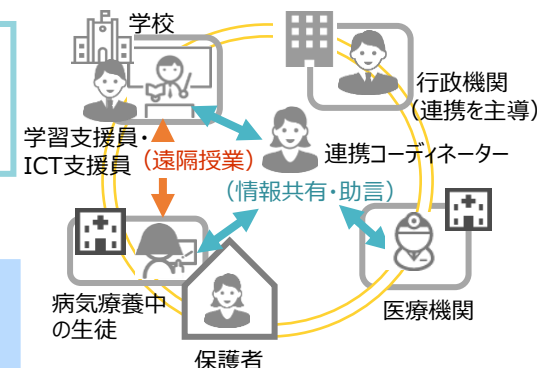 学校
行政機関
（連携を主導）
学習支援員・
ICT支援員
（遠隔授業）
連携コーディネーター
（情報共有・助言）
病気療養中
の生徒
医療機関
保護者